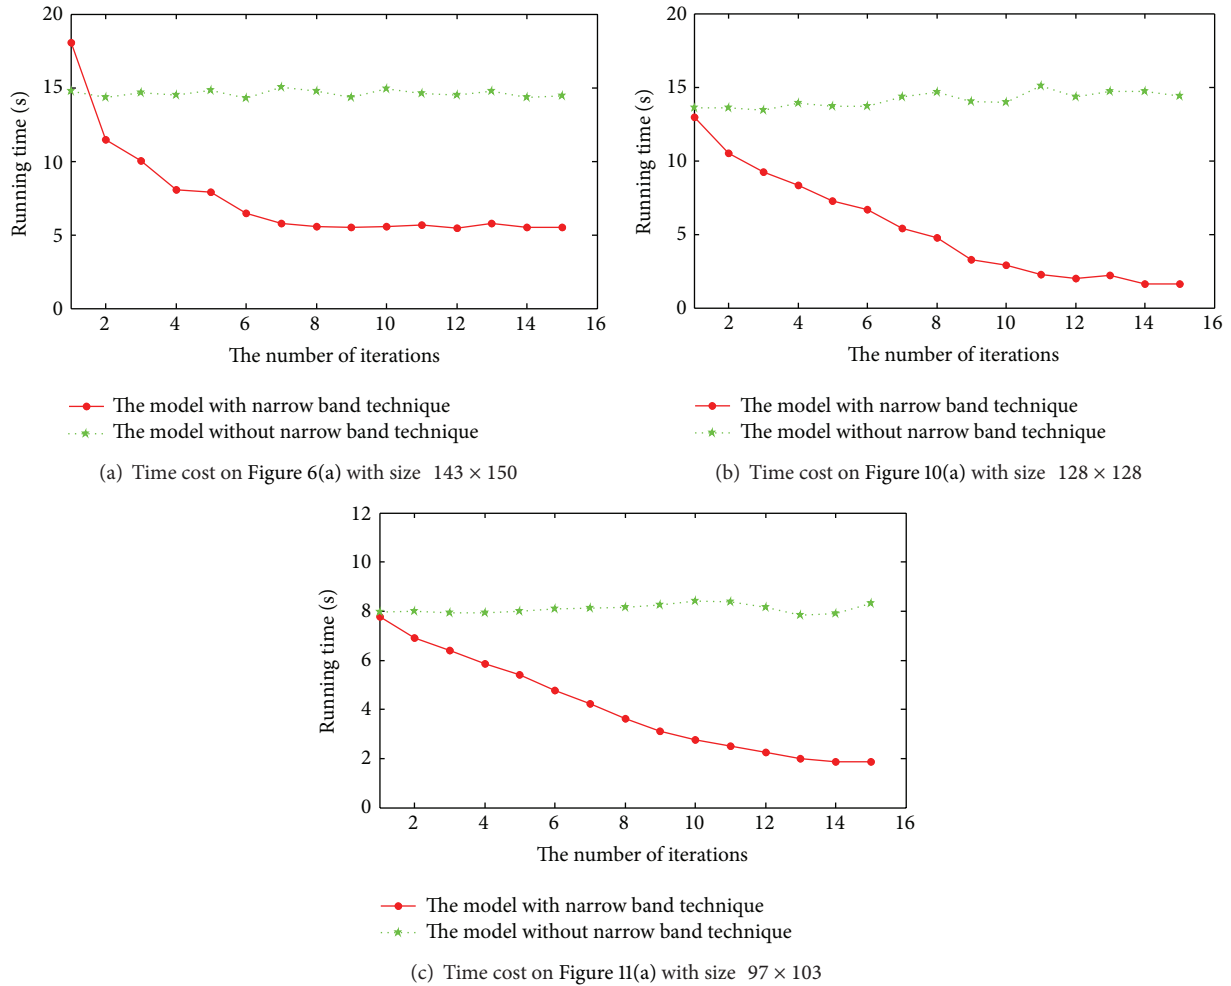 20
15
10
5
0
Running time (s)
2 4 6 8 10 12 14 16
The number of iterations
The model with narrow band technique
The model without narrow band technique
(a) Time cost on Figure 6(a) with size 143 × 150
20
15
10
5
0
Running time (s)
2 4 6 8 10 12 14 16
The number of iterations
The model with narrow band technique
The model without narrow band technique
(b) Time cost on Figure 10(a) with size 128 × 128
12
10
8
6
4
2
0
Running time (s)
2 4 6 8 10 12 14 16
The number of iterations
The model with narrow band technique
The model without narrow band technique
(c) Time cost on Figure 11(a) with size 97 × 103